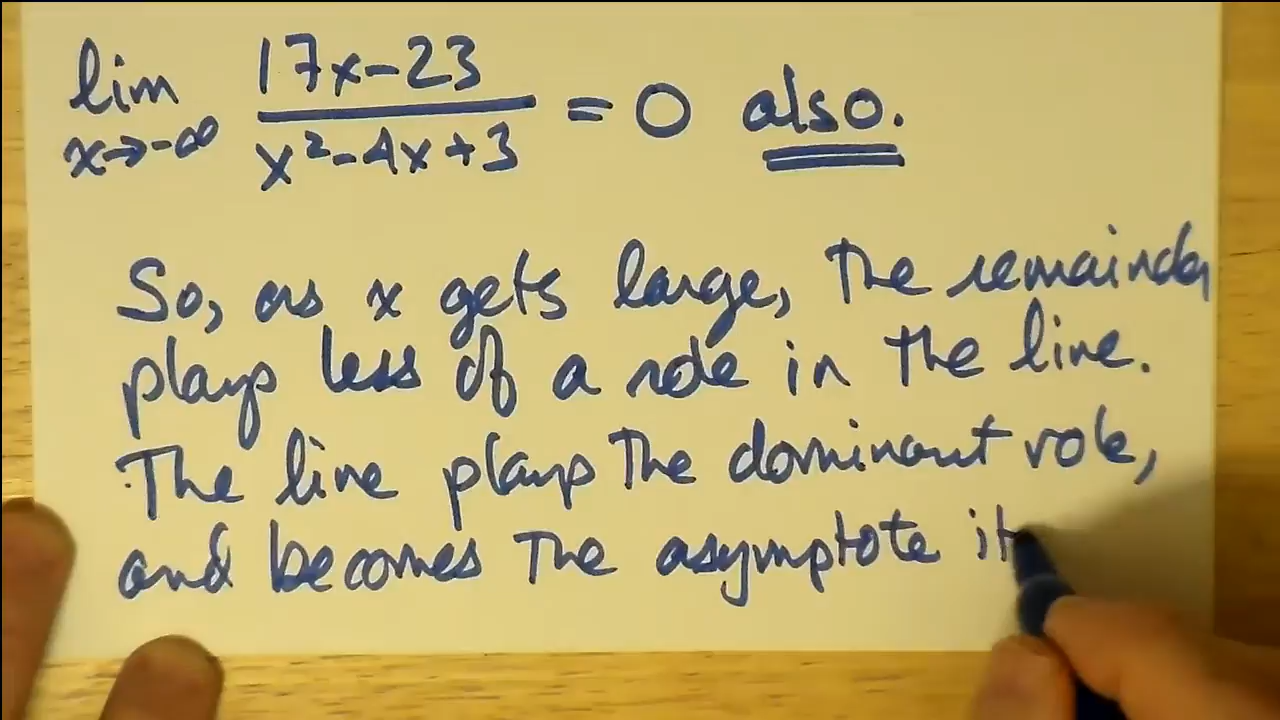 lim x→-∞ (17x-23)/(x²-4x+3) = 0 also.
So, as x gets large, the remainder
plays less of a role in the line.
The line plays the dominant role,
and becomes the asymptote it